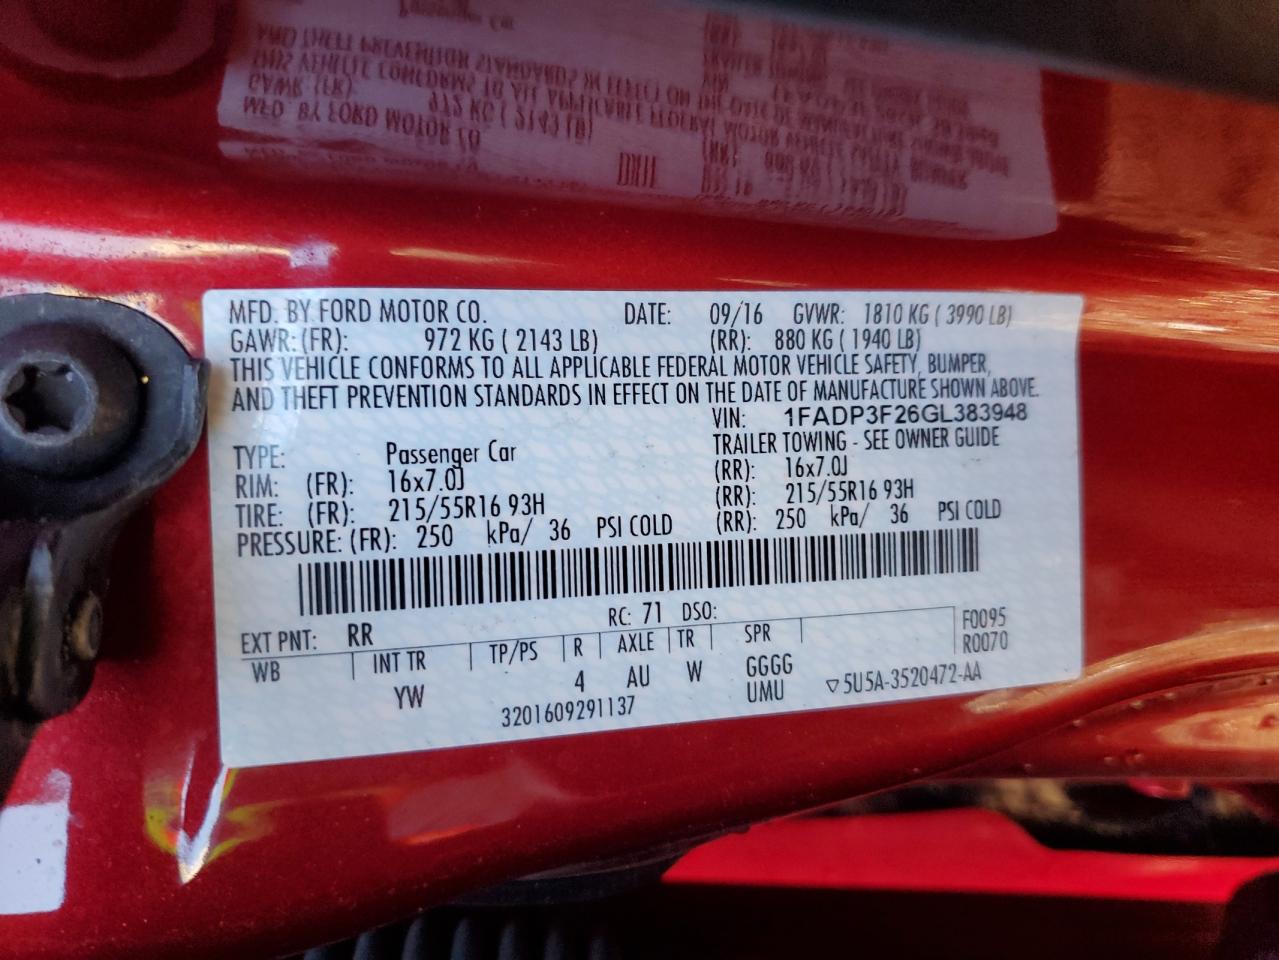 MFD. BY FORD MOTOR CO. DATE: 09/16 GVWR: 1810 KG ( 3990 LB)
GAWR: (FR): 972 KG ( 2143 LB) (RR): 880 KG ( 1940 LB)
THIS VEHICLE CONFORMS TO ALL APPLICABLE FEDERAL MOTOR VEHICLE SAFETY, BUMPER,
AND THEFT PREVENTION STANDARDS IN EFFECT ON THE DATE OF MANUFACTURE SHOWN ABOVE.
VIN: 1FADP3F26GL383948
TYPE: Passenger Car TRAILER TOWING - SEE OWNER GUIDE
RIM: (FR): 16x7.0J (RR): 16x7.0J
TIRE: (FR): 215/55R16 93H (RR): 215/55R16 93H
PRESSURE: (FR): 250 kPa/ 36 PSI COLD (RR): 250 kPa/ 36 PSI COLD
RC: 71 DSO:
EXT PNT: RR F0095
WB INT TR TP/PS R AXLE TR SPR R0070
YW 4 AU W GGGG
3201609291137 UMU ▽5U5A-3520472-AA